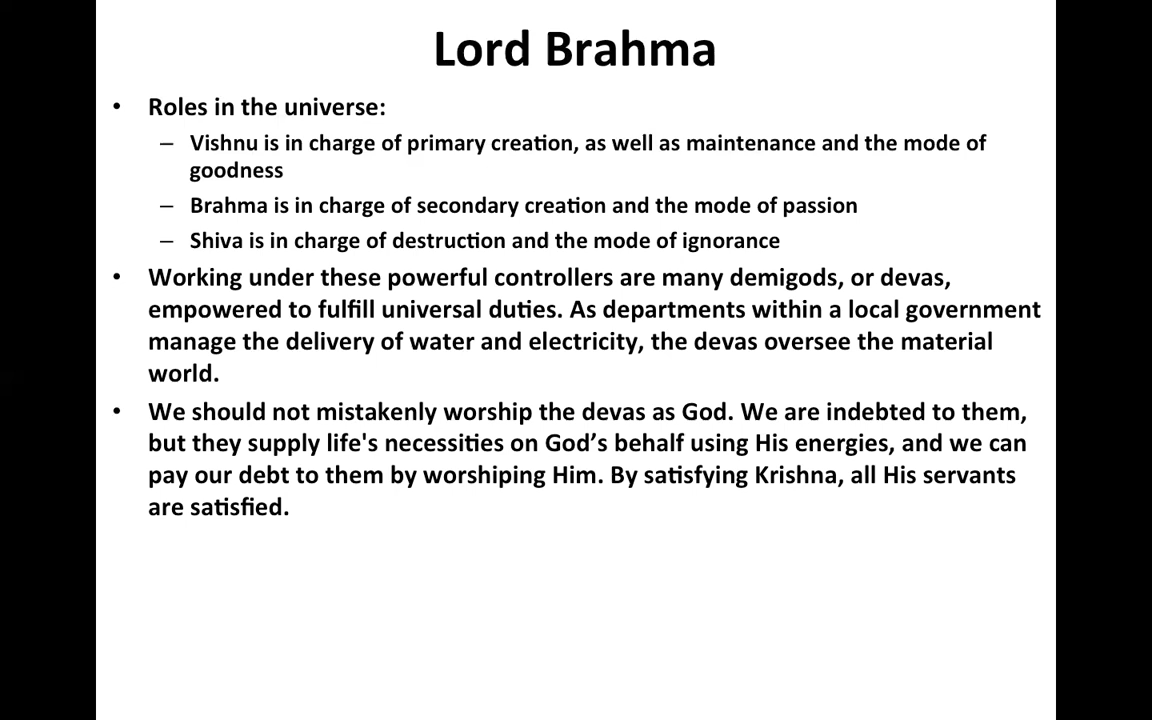 Lord Brahma
• Roles in the universe:
– Vishnu is in charge of primary creation, as well as maintenance and the mode of
goodness
– Brahma is in charge of secondary creation and the mode of passion
– Shiva is in charge of destruction and the mode of ignorance
• Working under these powerful controllers are many demigods, or devas,
empowered to fulfill universal duties. As departments within a local government
manage the delivery of water and electricity, the devas oversee the material
world.
• We should not mistakenly worship the devas as God. We are indebted to them,
but they supply life's necessities on God’s behalf using His energies, and we can
pay our debt to them by worshiping Him. By satisfying Krishna, all His servants
are satisfied.